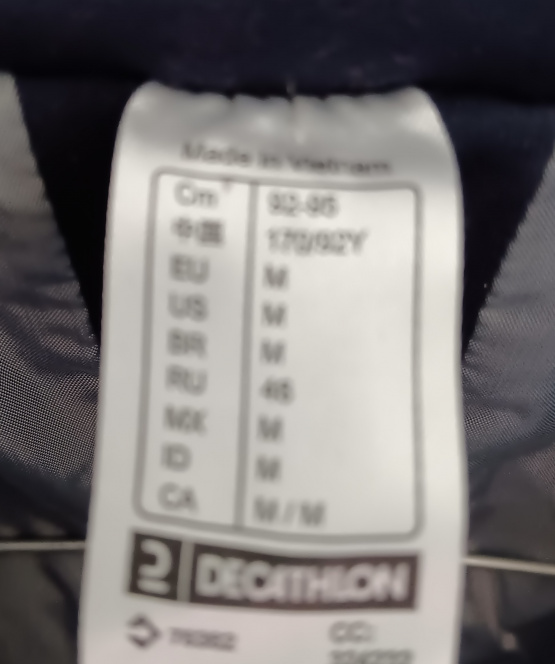 Made in Vietnam
Cm 92-95
中国 170/92Y
EU M
US M
BR M
RU 46
MX M
ID M
CA M / M
DECATHLON
CC: